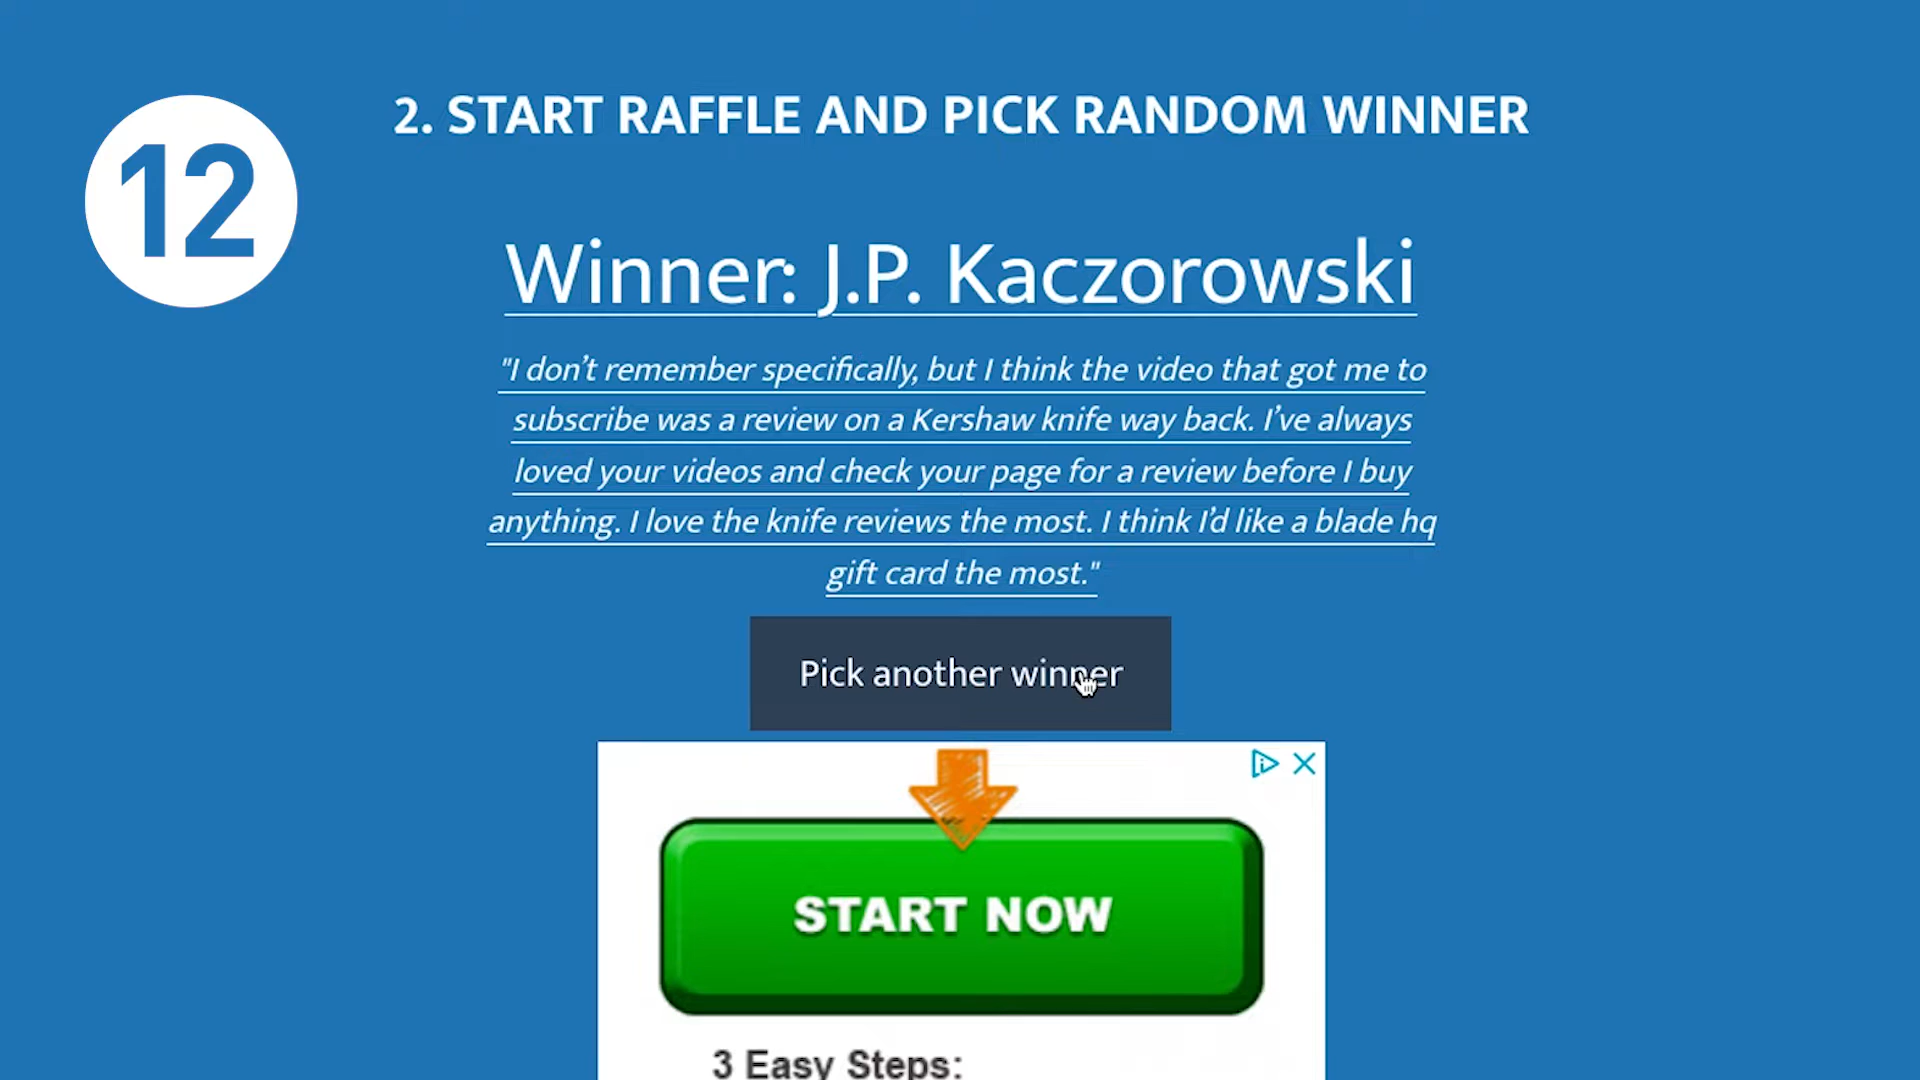 12
2. START RAFFLE AND PICK RANDOM WINNER
Winner: J.P. Kaczorowski
"I don’t remember specifically, but I think the video that got me to
subscribe was a review on a Kershaw knife way back. I’ve always
loved your videos and check your page for a review before I buy
anything. I love the knife reviews the most. I think I’d like a blade hq
gift card the most."
Pick another winner
START NOW
3 Easy Steps: